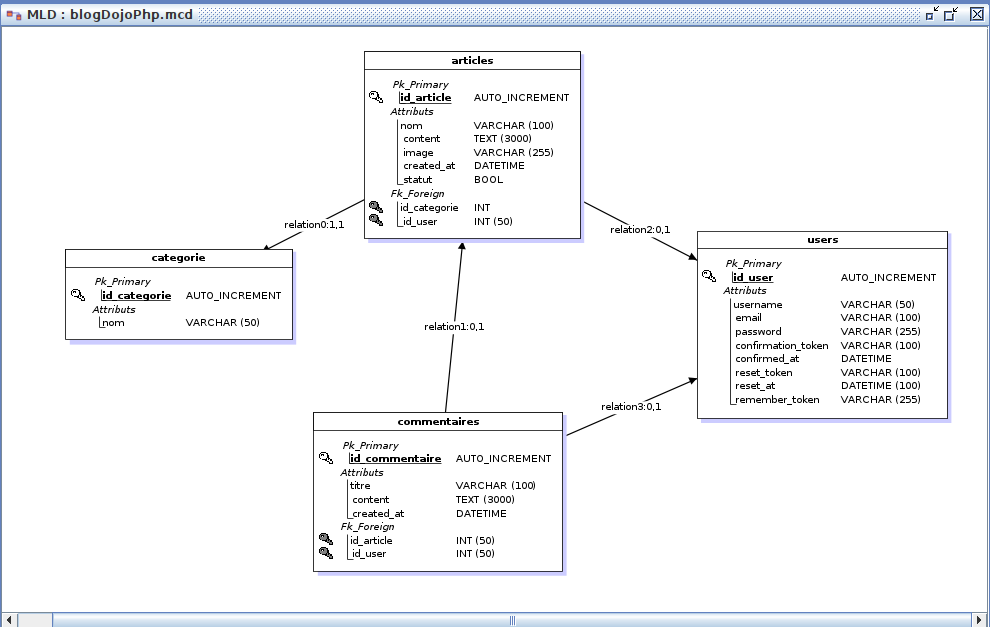 MLD : blogDojoPhp.mcd
articles
Pk_Primary
id_article AUTO_INCREMENT
Attributs
nom VARCHAR (100)
content TEXT (3000)
image VARCHAR (255)
created_at DATETIME
statut BOOL
Fk_Foreign
id_categorie INT
id_user INT (50)
relation0:1,1
relation2:0,1
categorie
Pk_Primary
id_categorie AUTO_INCREMENT
Attributs
nom VARCHAR (50)
users
Pk_Primary
id_user AUTO_INCREMENT
Attributs
username VARCHAR (50)
email VARCHAR (100)
password VARCHAR (255)
confirmation_token VARCHAR (100)
confirmed_at DATETIME
reset_token VARCHAR (100)
reset_at DATETIME (100)
remember_token VARCHAR (255)
relation1:0,1
relation3:0,1
commentaires
Pk_Primary
id_commentaire AUTO_INCREMENT
Attributs
titre VARCHAR (100)
content TEXT (3000)
created_at DATETIME
Fk_Foreign
id_article INT (50)
id_user INT (50)